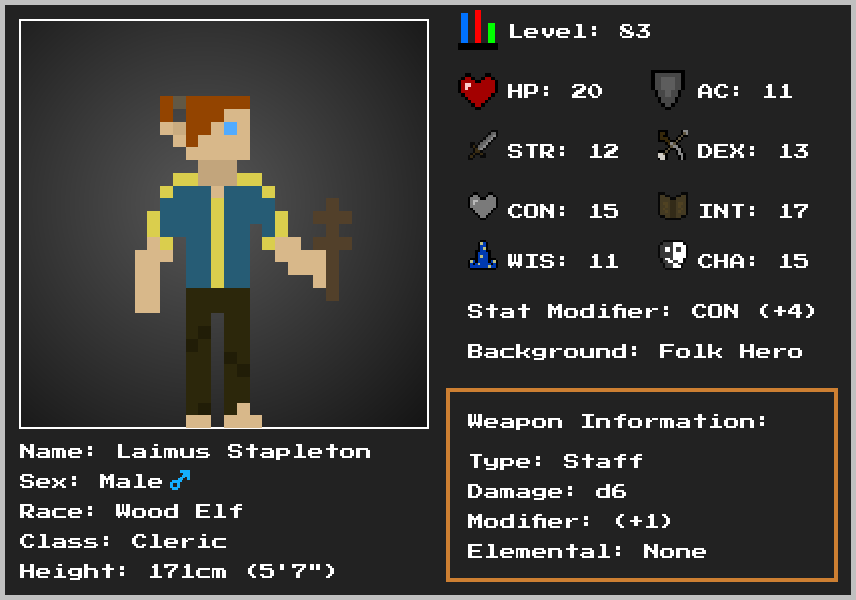 Level: 83
HP: 20 AC: 11
STR: 12 DEX: 13
CON: 15 INT: 17
WIS: 11 CHA: 15
Stat Modifier: CON (+4)
Background: Folk Hero
Weapon Information:
Type: Staff
Damage: d6
Modifier: (+1)
Elemental: None
Name: Laimus Stapleton
Sex: Male♂
Race: Wood Elf
Class: Cleric
Height: 171cm (5'7")